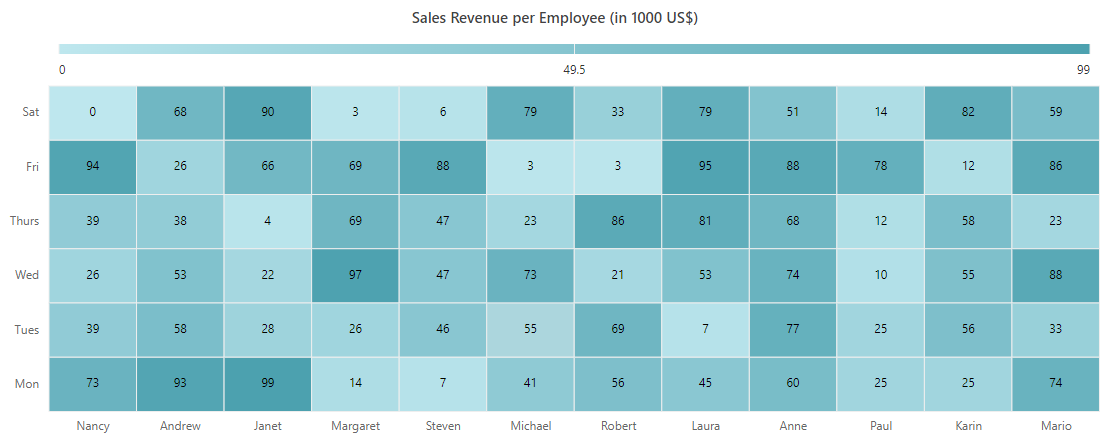 Sales Revenue per Employee (in 1000 US$)
0 49.5 99
Sat 0 68 90 3 6 79 33 79 51 14 82 59
Fri 94 26 66 69 88 3 3 95 88 78 12 86
Thurs 39 38 4 69 47 23 86 81 68 12 58 23
Wed 26 53 22 97 47 73 21 53 74 10 55 88
Tues 39 58 28 26 46 55 69 7 77 25 56 33
Mon 73 93 99 14 7 41 56 45 60 25 25 74
Nancy Andrew Janet Margaret Steven Michael Robert Laura Anne Paul Karin Mario